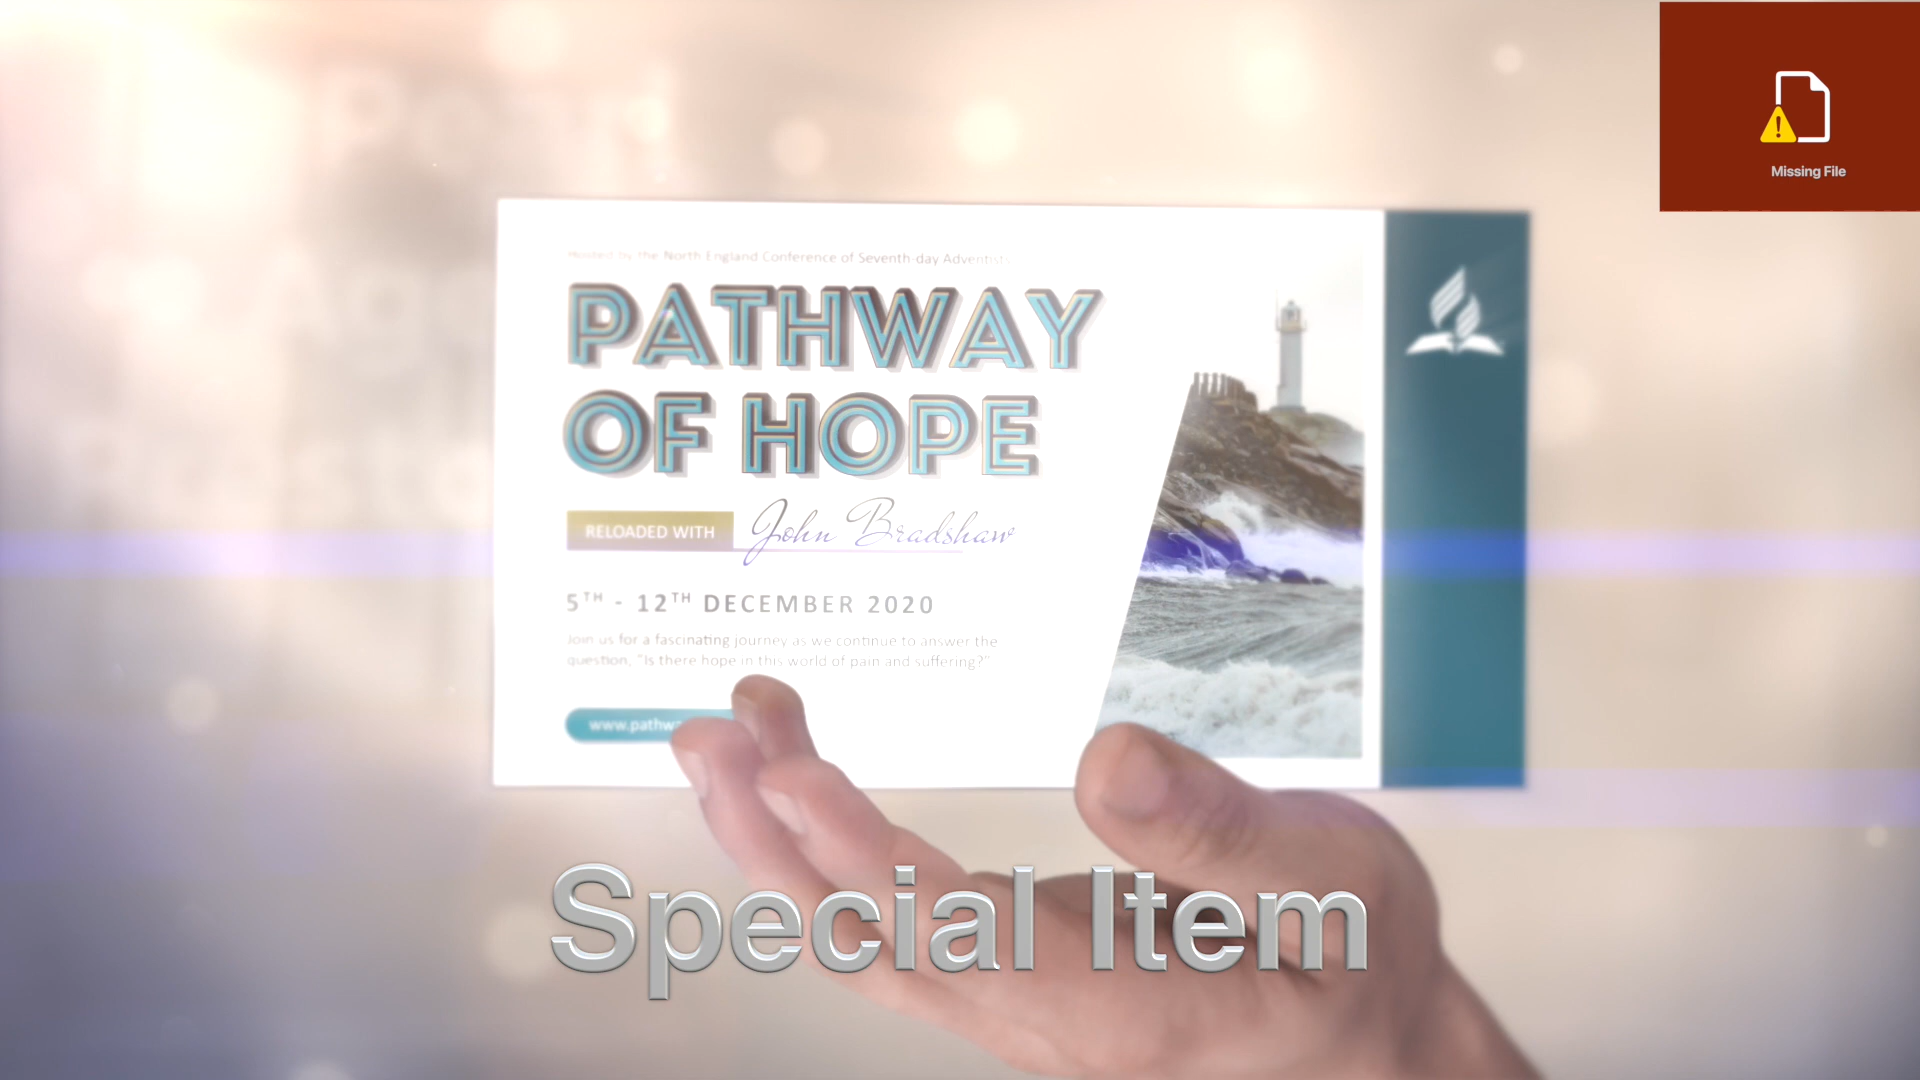 Missing File
Hosted by the North England Conference of Seventh-day Adventists
PATHWAY
OF HOPE
RELOADED WITH John Bradshaw
5TH - 12TH DECEMBER 2020
Join us for a fascinating journey as we continue to answer the
question, "Is there hope in this world of pain and suffering?"
Special Item